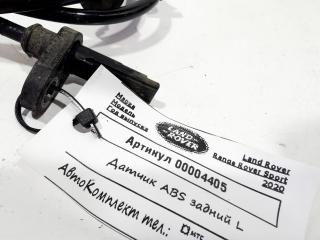 Марка
Модель
Год выпуска
LAND ROVER
Land Rover
Range Rover Sport
2020
Артикул 00004405
Датчик ABS задний L
АвтоКомплект тел.: МТС